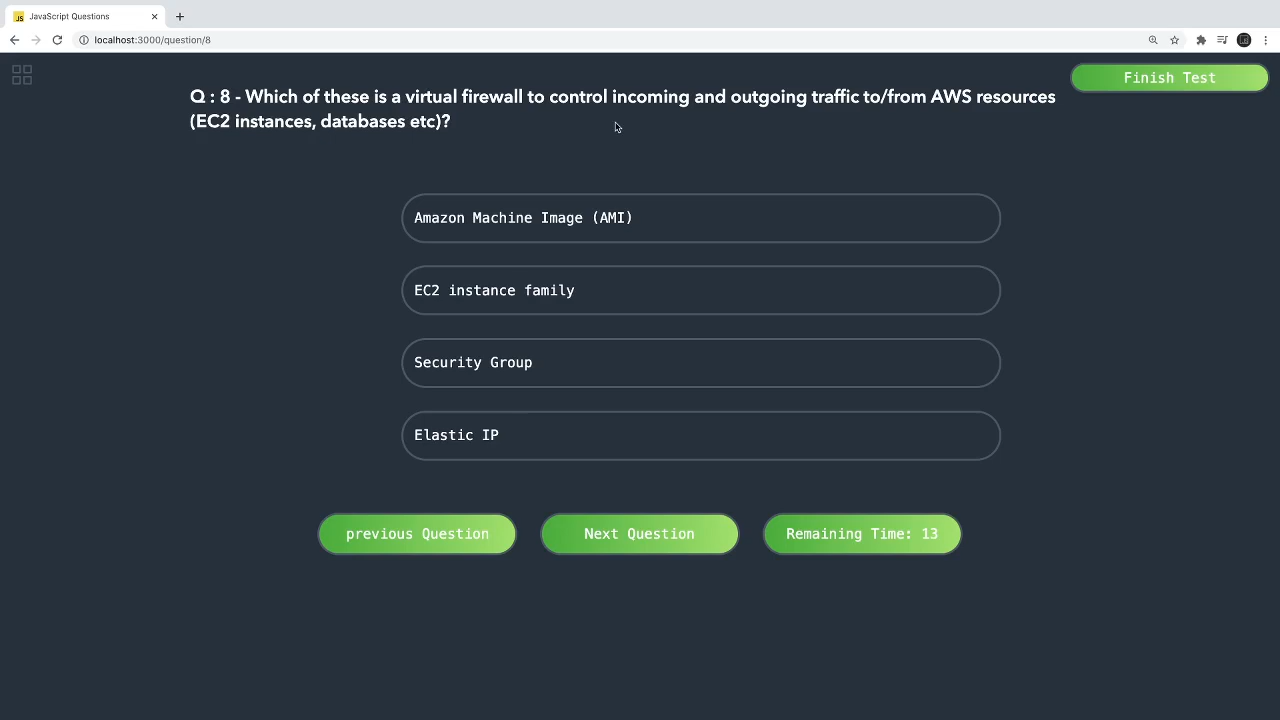 JavaScript Questions
localhost:3000/question/8
Finish Test
Q : 8 - Which of these is a virtual firewall to control incoming and outgoing traffic to/from AWS resources
(EC2 instances, databases etc)?
Amazon Machine Image (AMI)
EC2 instance family
Security Group
Elastic IP
previous Question
Next Question
Remaining Time: 13